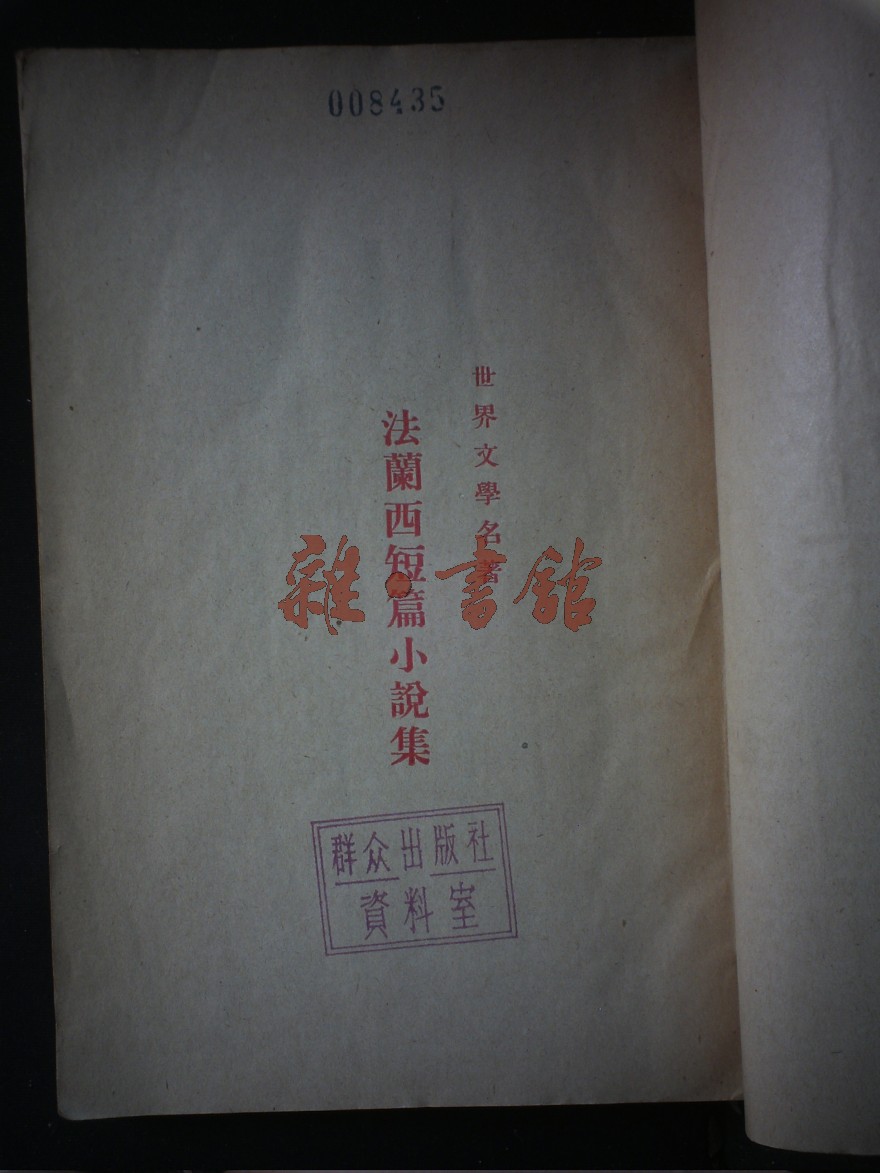 008435
世界文學名著
法蘭西短篇小說集
雜·書館
群众出版社
資料室